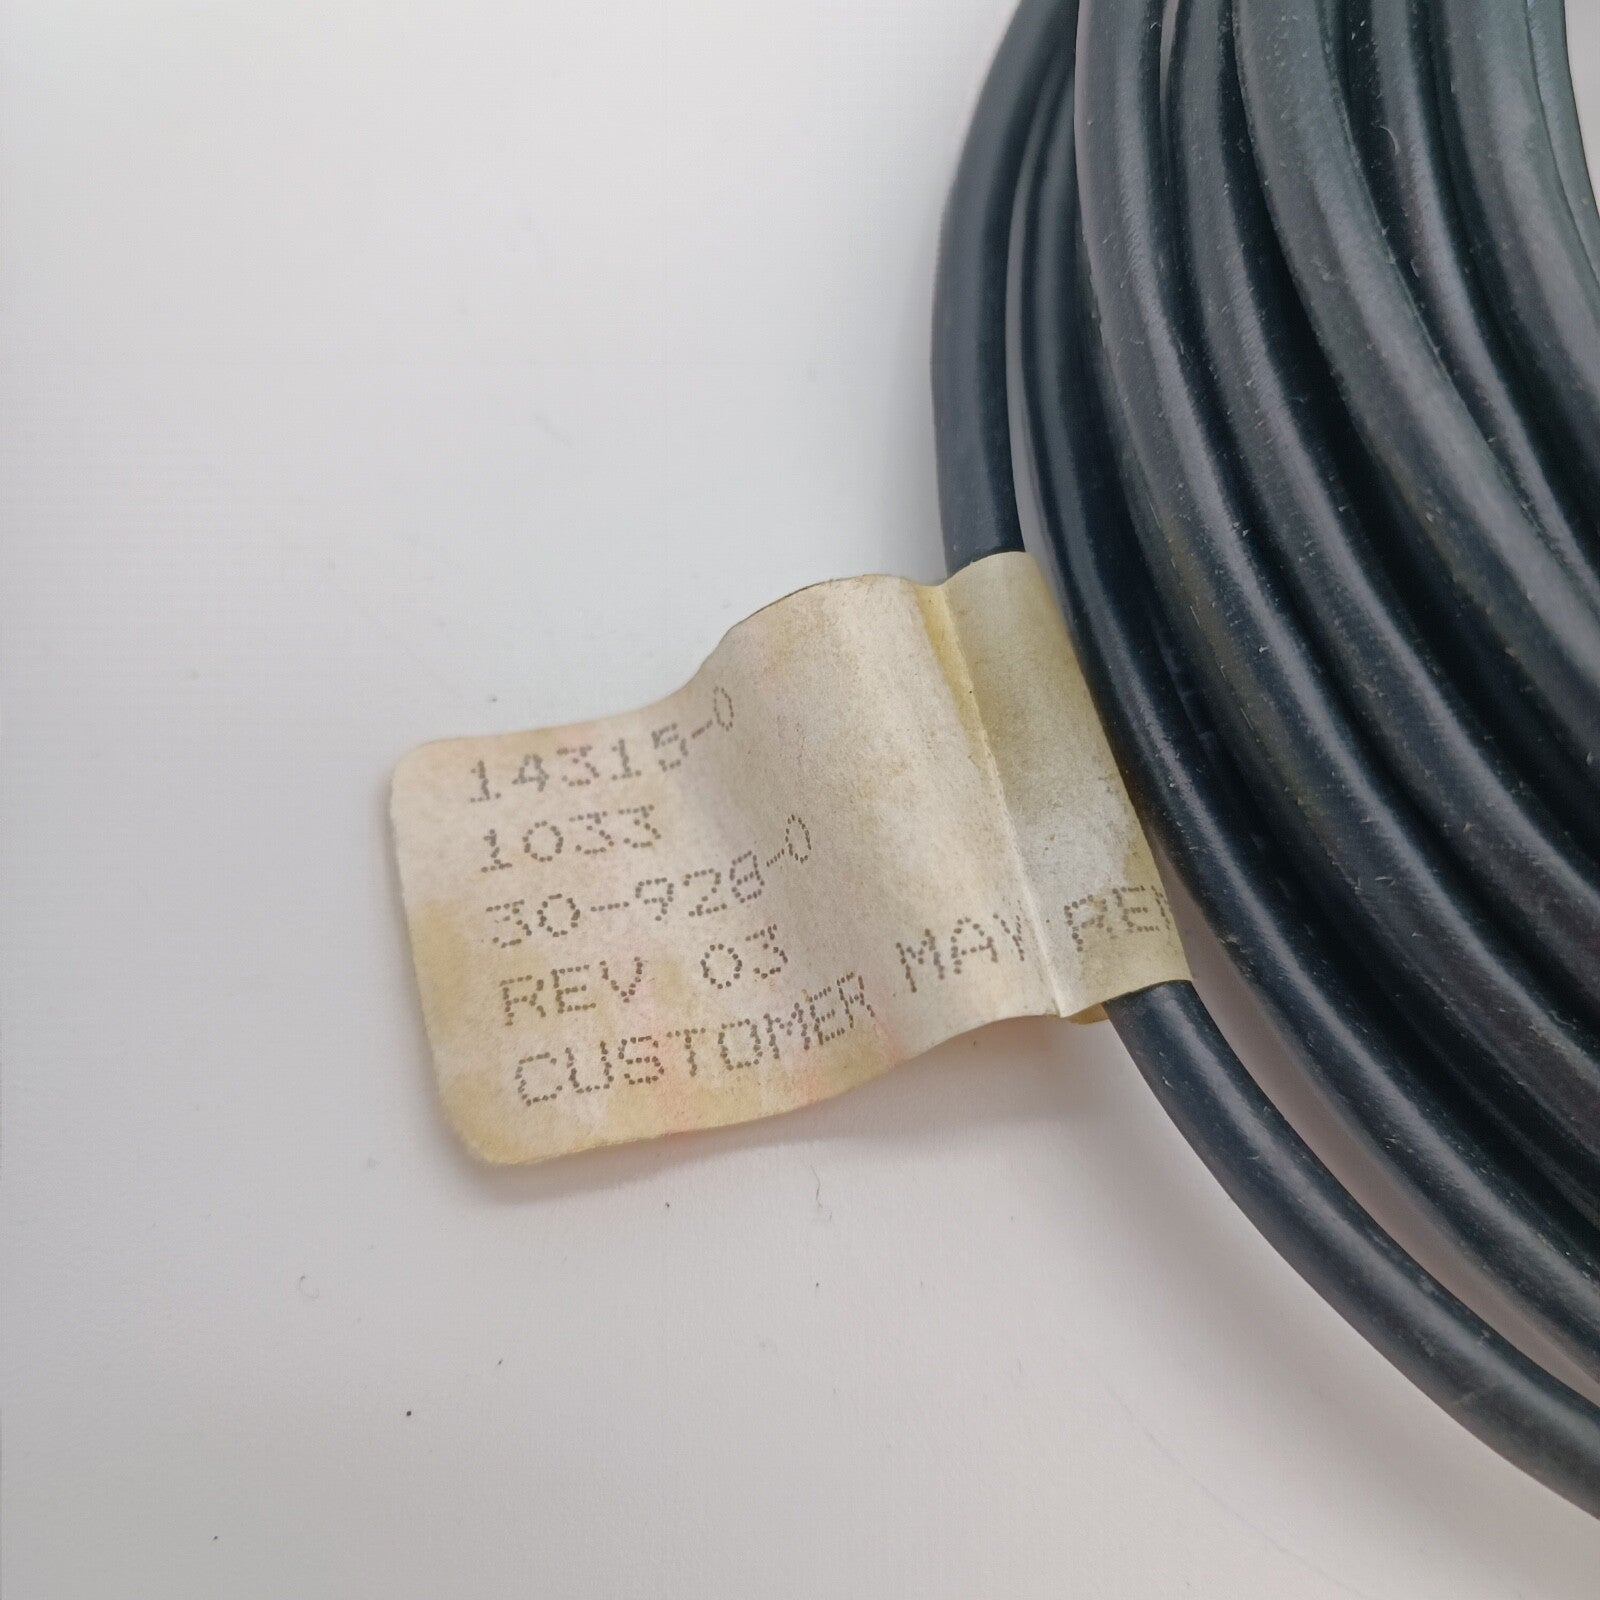 14315-0
1033
30-928-0
REV 03
CUSTOMER MAY